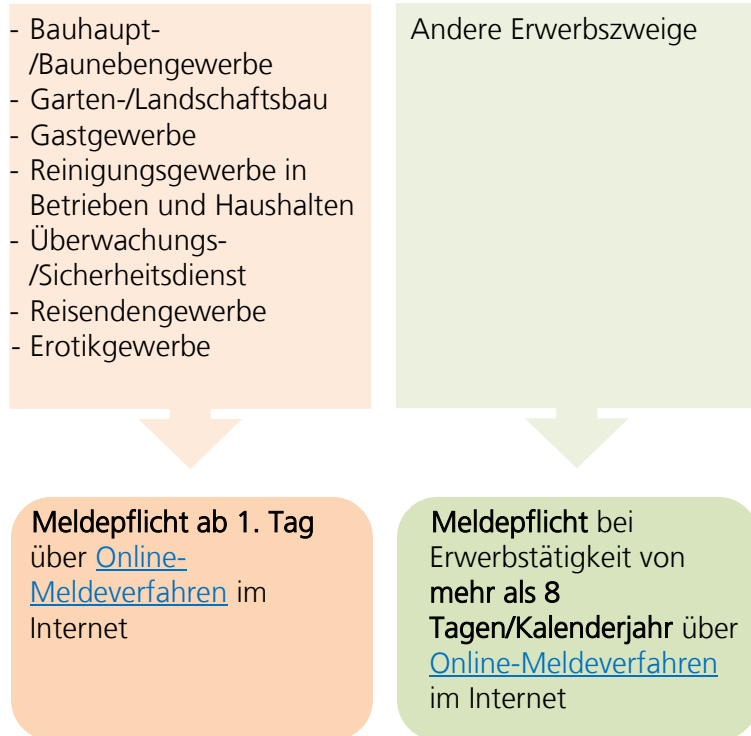 - Bauhaupt-
/Baunebengewerbe
- Garten-/Landschaftsbau
- Gastgewerbe
- Reinigungsgewerbe in
Betrieben und Haushalten
- Überwachungs-
/Sicherheitsdienst
- Reisendengewerbe
- Erotikgewerbe
Andere Erwerbszweige
Meldepflicht ab 1. Tag
über Online-
Meldeverfahren im
Internet
Meldepflicht bei
Erwerbstätigkeit von
mehr als 8
Tagen/Kalenderjahr über
Online-Meldeverfahren
im Internet